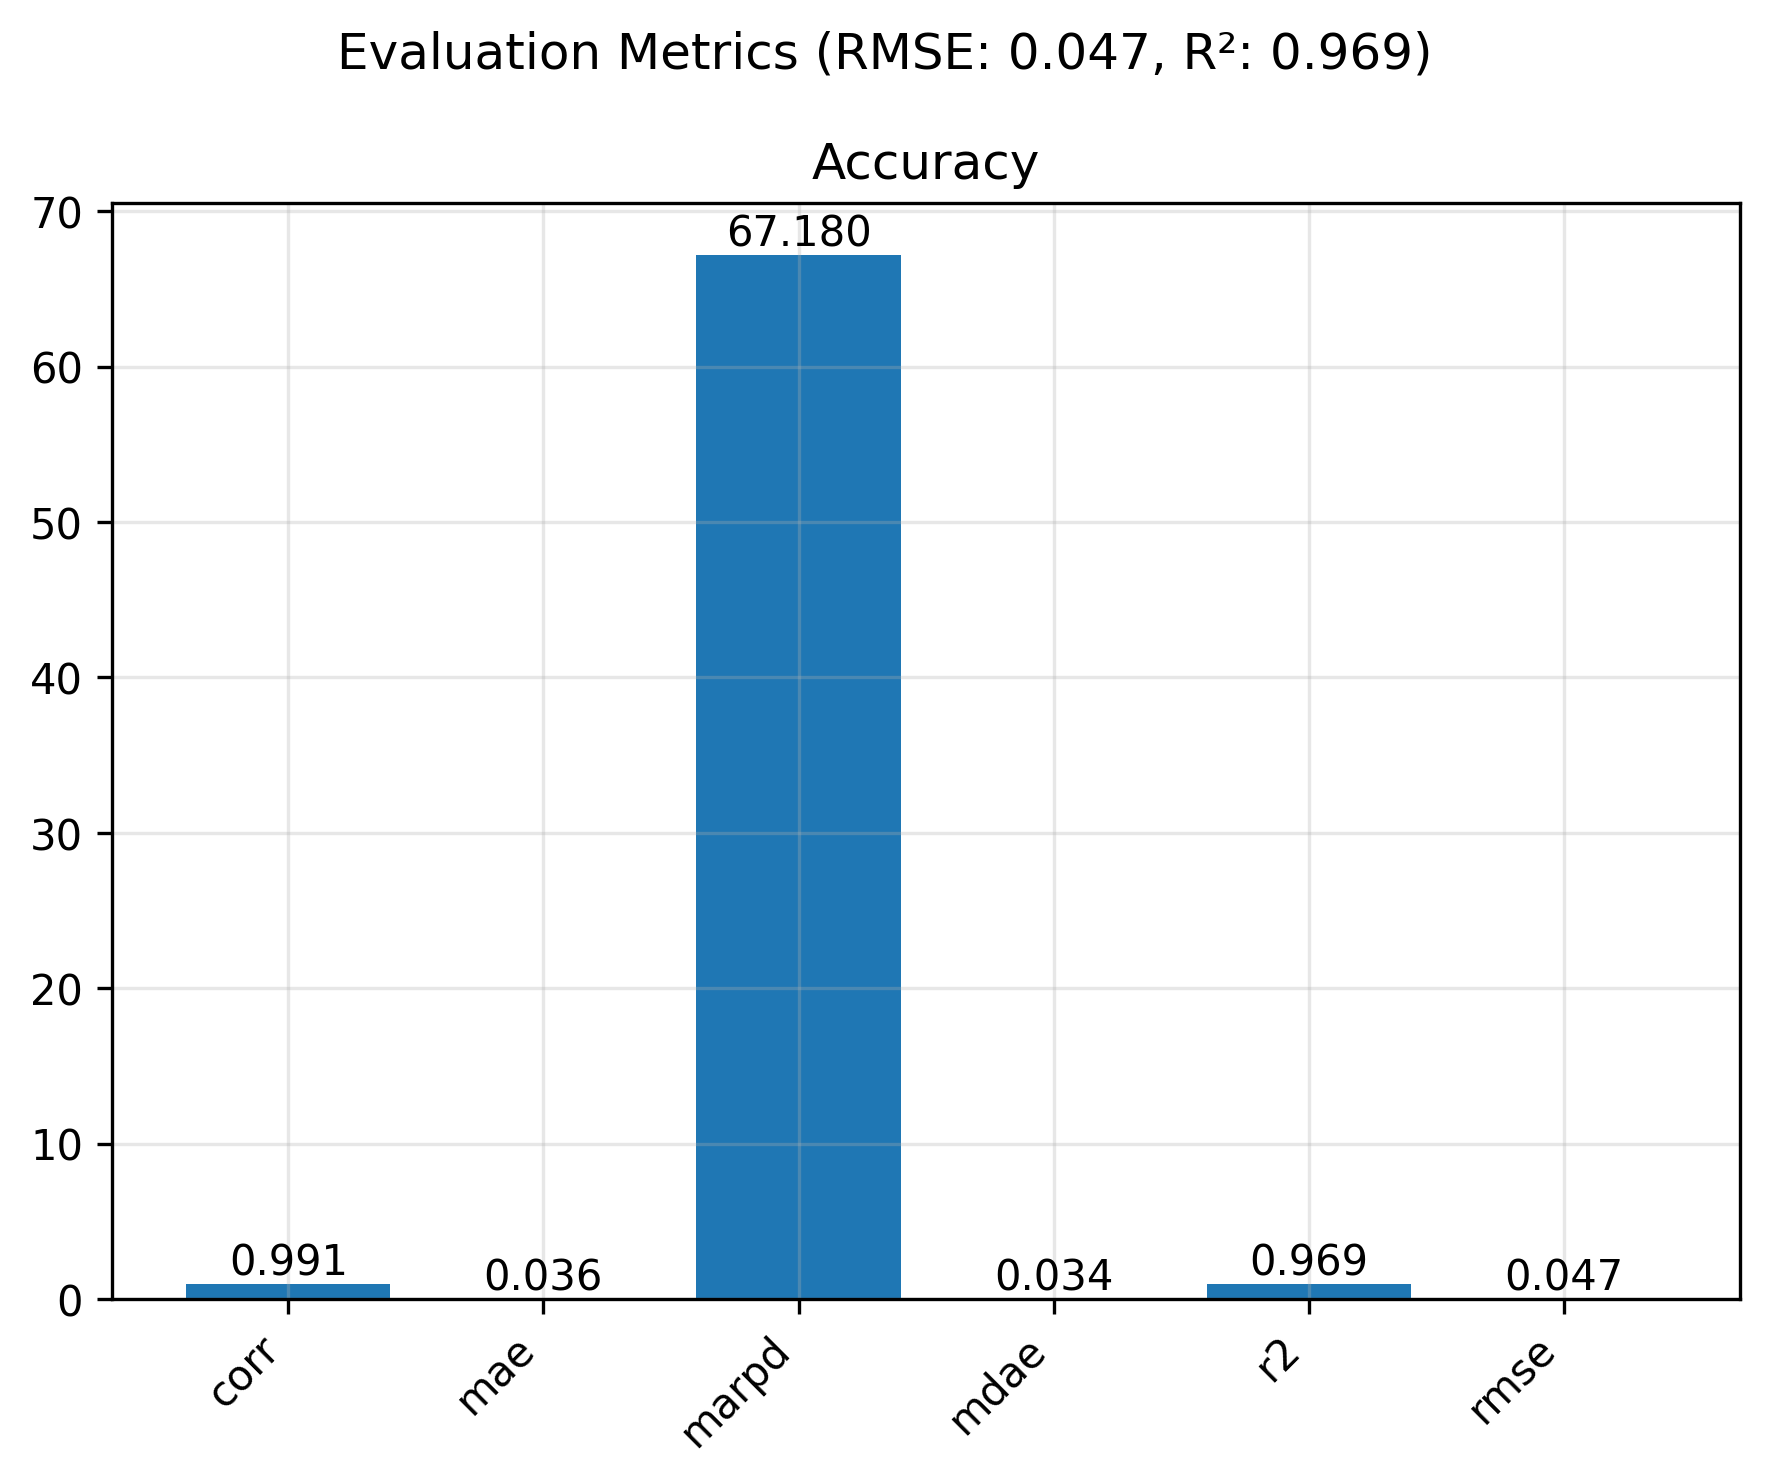 Evaluation Metrics (RMSE: 0.047, R²: 0.969)
Accuracy
70
60
50
40
30
20
10
0
0.991
0.036
67.180
0.034
0.969
0.047
corr
mae
marpd
mdae
r2
rmse